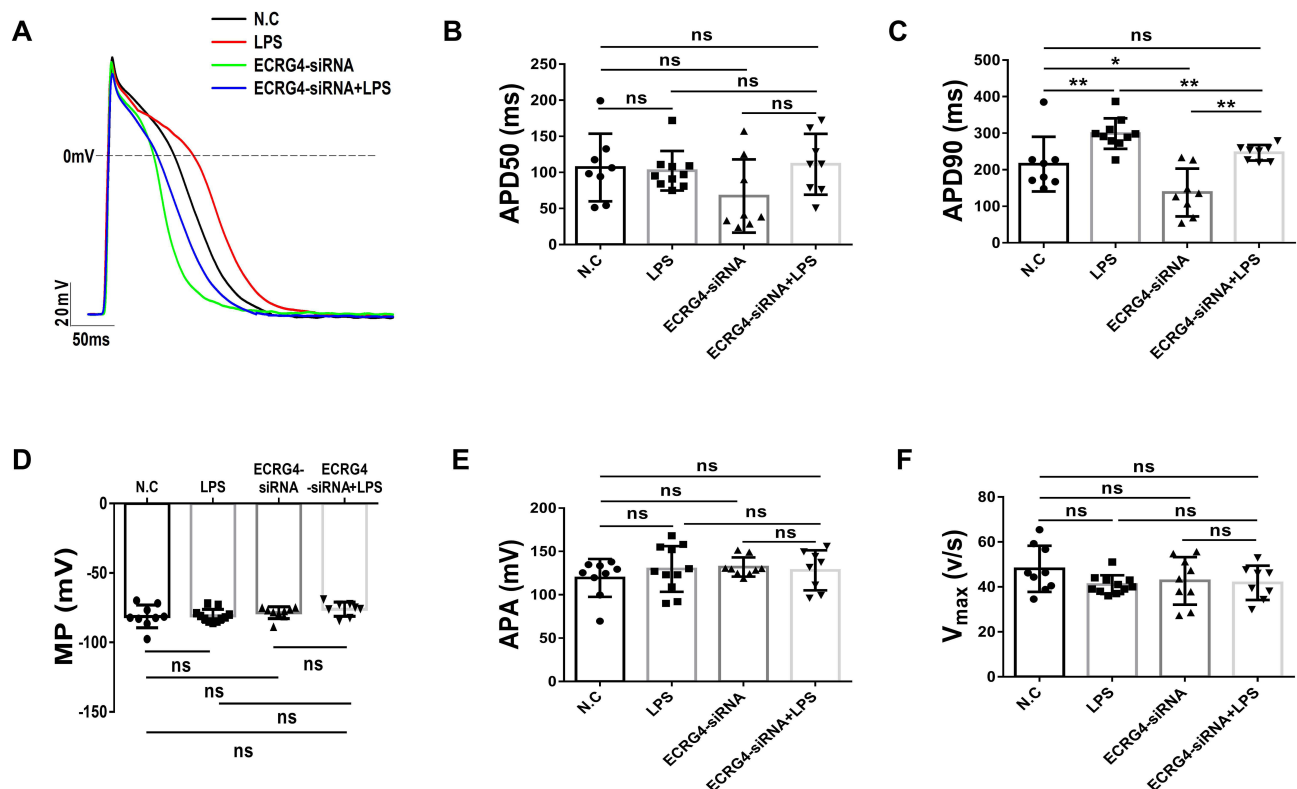 A
N.C
LPS
ECRG4-siRNA
ECRG4-siRNA+LPS
0mV
20mV
50ms
B
ns
ns
ns
ns
ns
APD50 (ms)
250
200
150
100
50
0
N.C
LPS
ECRG4-siRNA
ECRG4-siRNA+LPS
C
ns
*
**
**
**
APD90 (ms)
500
400
300
200
100
0
N.C
LPS
ECRG4-siRNA
ECRG4-siRNA+LPS
D
N.C
LPS
ECRG4-
siRNA
ECRG4
-siRNA+LPS
MP (mV)
0
-50
-100
-150
ns
ns
ns
ns
ns
E
ns
ns
ns
ns
ns
APA (mV)
200
150
100
50
0
N.C
LPS
ECRG4-siRNA
ECRG4-siRNA+LPS
F
ns
ns
ns
ns
ns
Vmax (v/s)
80
60
40
20
0
N.C
LPS
ECRG4-siRNA
ECRG4-siRNA+LPS